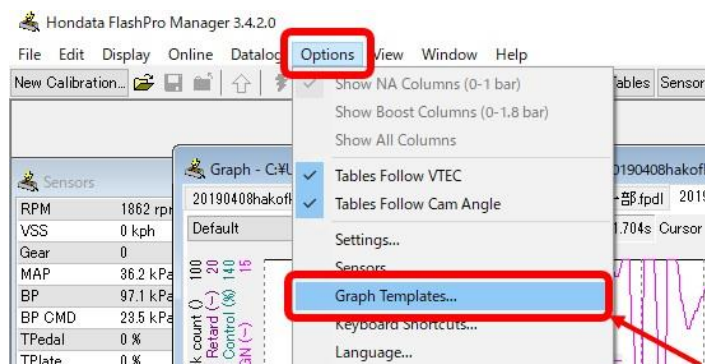 Hondata FlashPro Manager 3.4.2.0
File Edit Display Online Datalog Options View Window Help
New Calibration... Tables Sensor
Show NA Columns (0-1 bar)
Show Boost Columns (0-1.8 bar)
Show All Columns
Tables Follow VTEC
Tables Follow Cam Angle
Settings...
Sensors
Graph Templates...
Keyboard Shortcuts...
Language...
Sensors
RPM 1862 rpm
VSS 0 kph
Gear 0
MAP 36.2 kPa
BP 97.1 kPa
BP CMD 23.5 kPa
TPedal 0 %
TPlate 0 %
Graph - C:¥U
20190408hakof
部.fpdl 2019
Default
1.704s Cursor
100
20
140
15
k count ()
Retard (-)
Control (%)
GN (-)